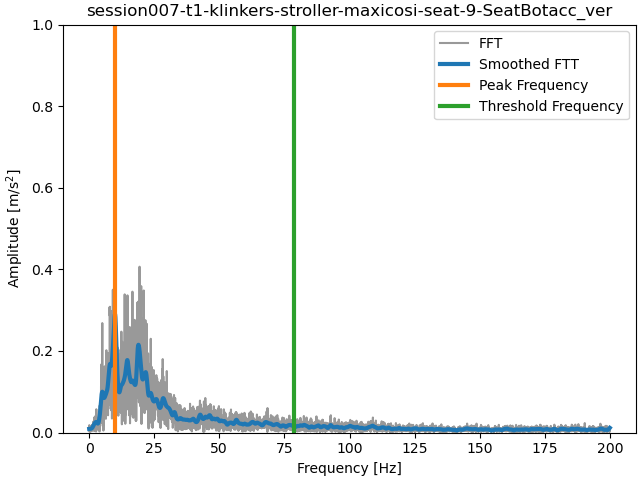 session007-t1-klinkers-stroller-maxicosi-seat-9-SeatBotacc_ver
1.0
0.8
0.6
0.4
0.2
0.0
Amplitude [m/s²]
FFT
Smoothed FTT
Peak Frequency
Threshold Frequency
0 25 50 75 100 125 150 175 200
Frequency [Hz]